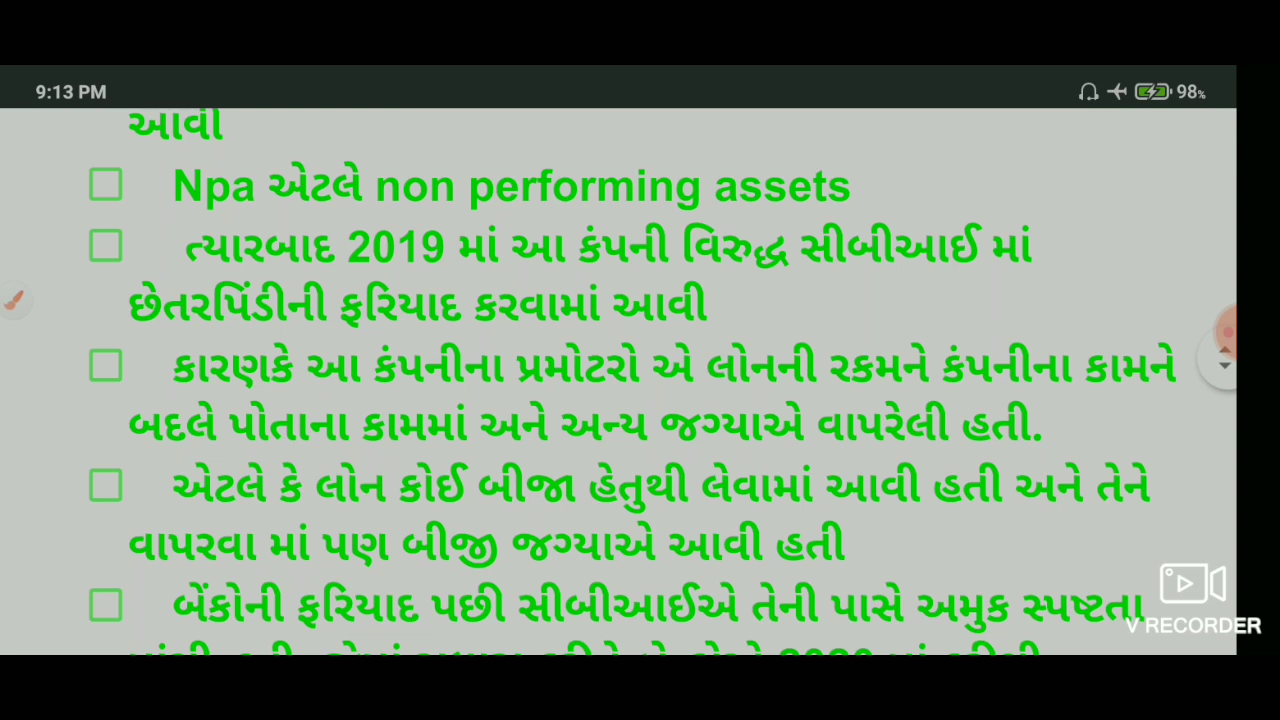 9:13 PM
98%
આવી
Npa એટલે non performing assets
ત્યારબાદ 2019 માં આ કંપની વિરુદ્ધ સીબીઆઈ માં
છેતરપિંડીની ફરિયાદ કરવામાં આવી
કારણકે આ કંપનીના પ્રમોટરો એ લોનની રકમને કંપનીના કામને
બદલે પોતાના કામમાં અને અન્ય જગ્યાએ વાપરેલી હતી.
એટલે કે લોન કોઈ બીજા હેતુથી લેવામાં આવી હતી અને તેને
વાપરવા માં પણ બીજી જગ્યાએ આવી હતી
બેંકોની ફરિયાદ પછી સીબીઆઈએ તેની પાસે અમુક સ્પષ્ટતા
V RECORDER